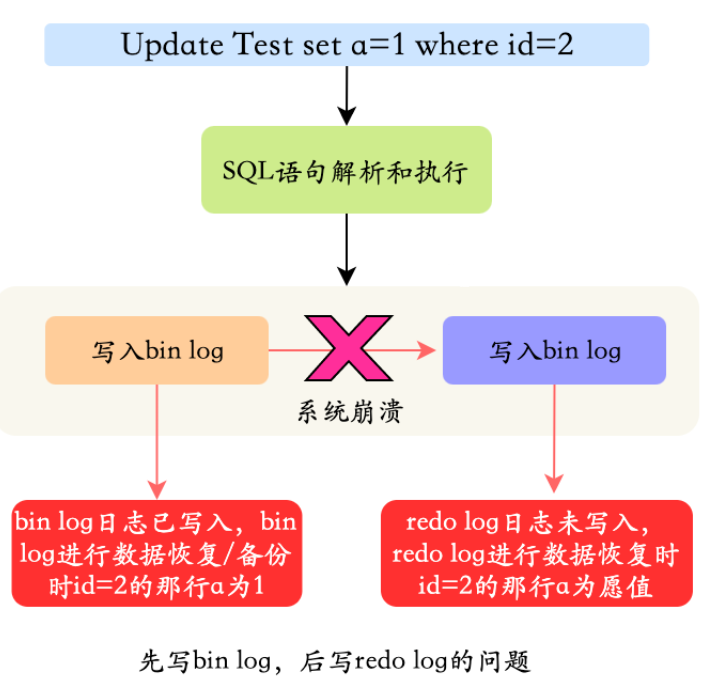 Update Test set a=1 where id=2
SQL语句解析和执行
写入bin log
写入bin log
系统崩溃
bin log日志已写入，bin
log进行数据恢复/备份
时id=2的那行a为1
redo log日志未写入，
redo log进行数据恢复时
id=2的那行a为愿值
先写bin log，后写redo log的问题